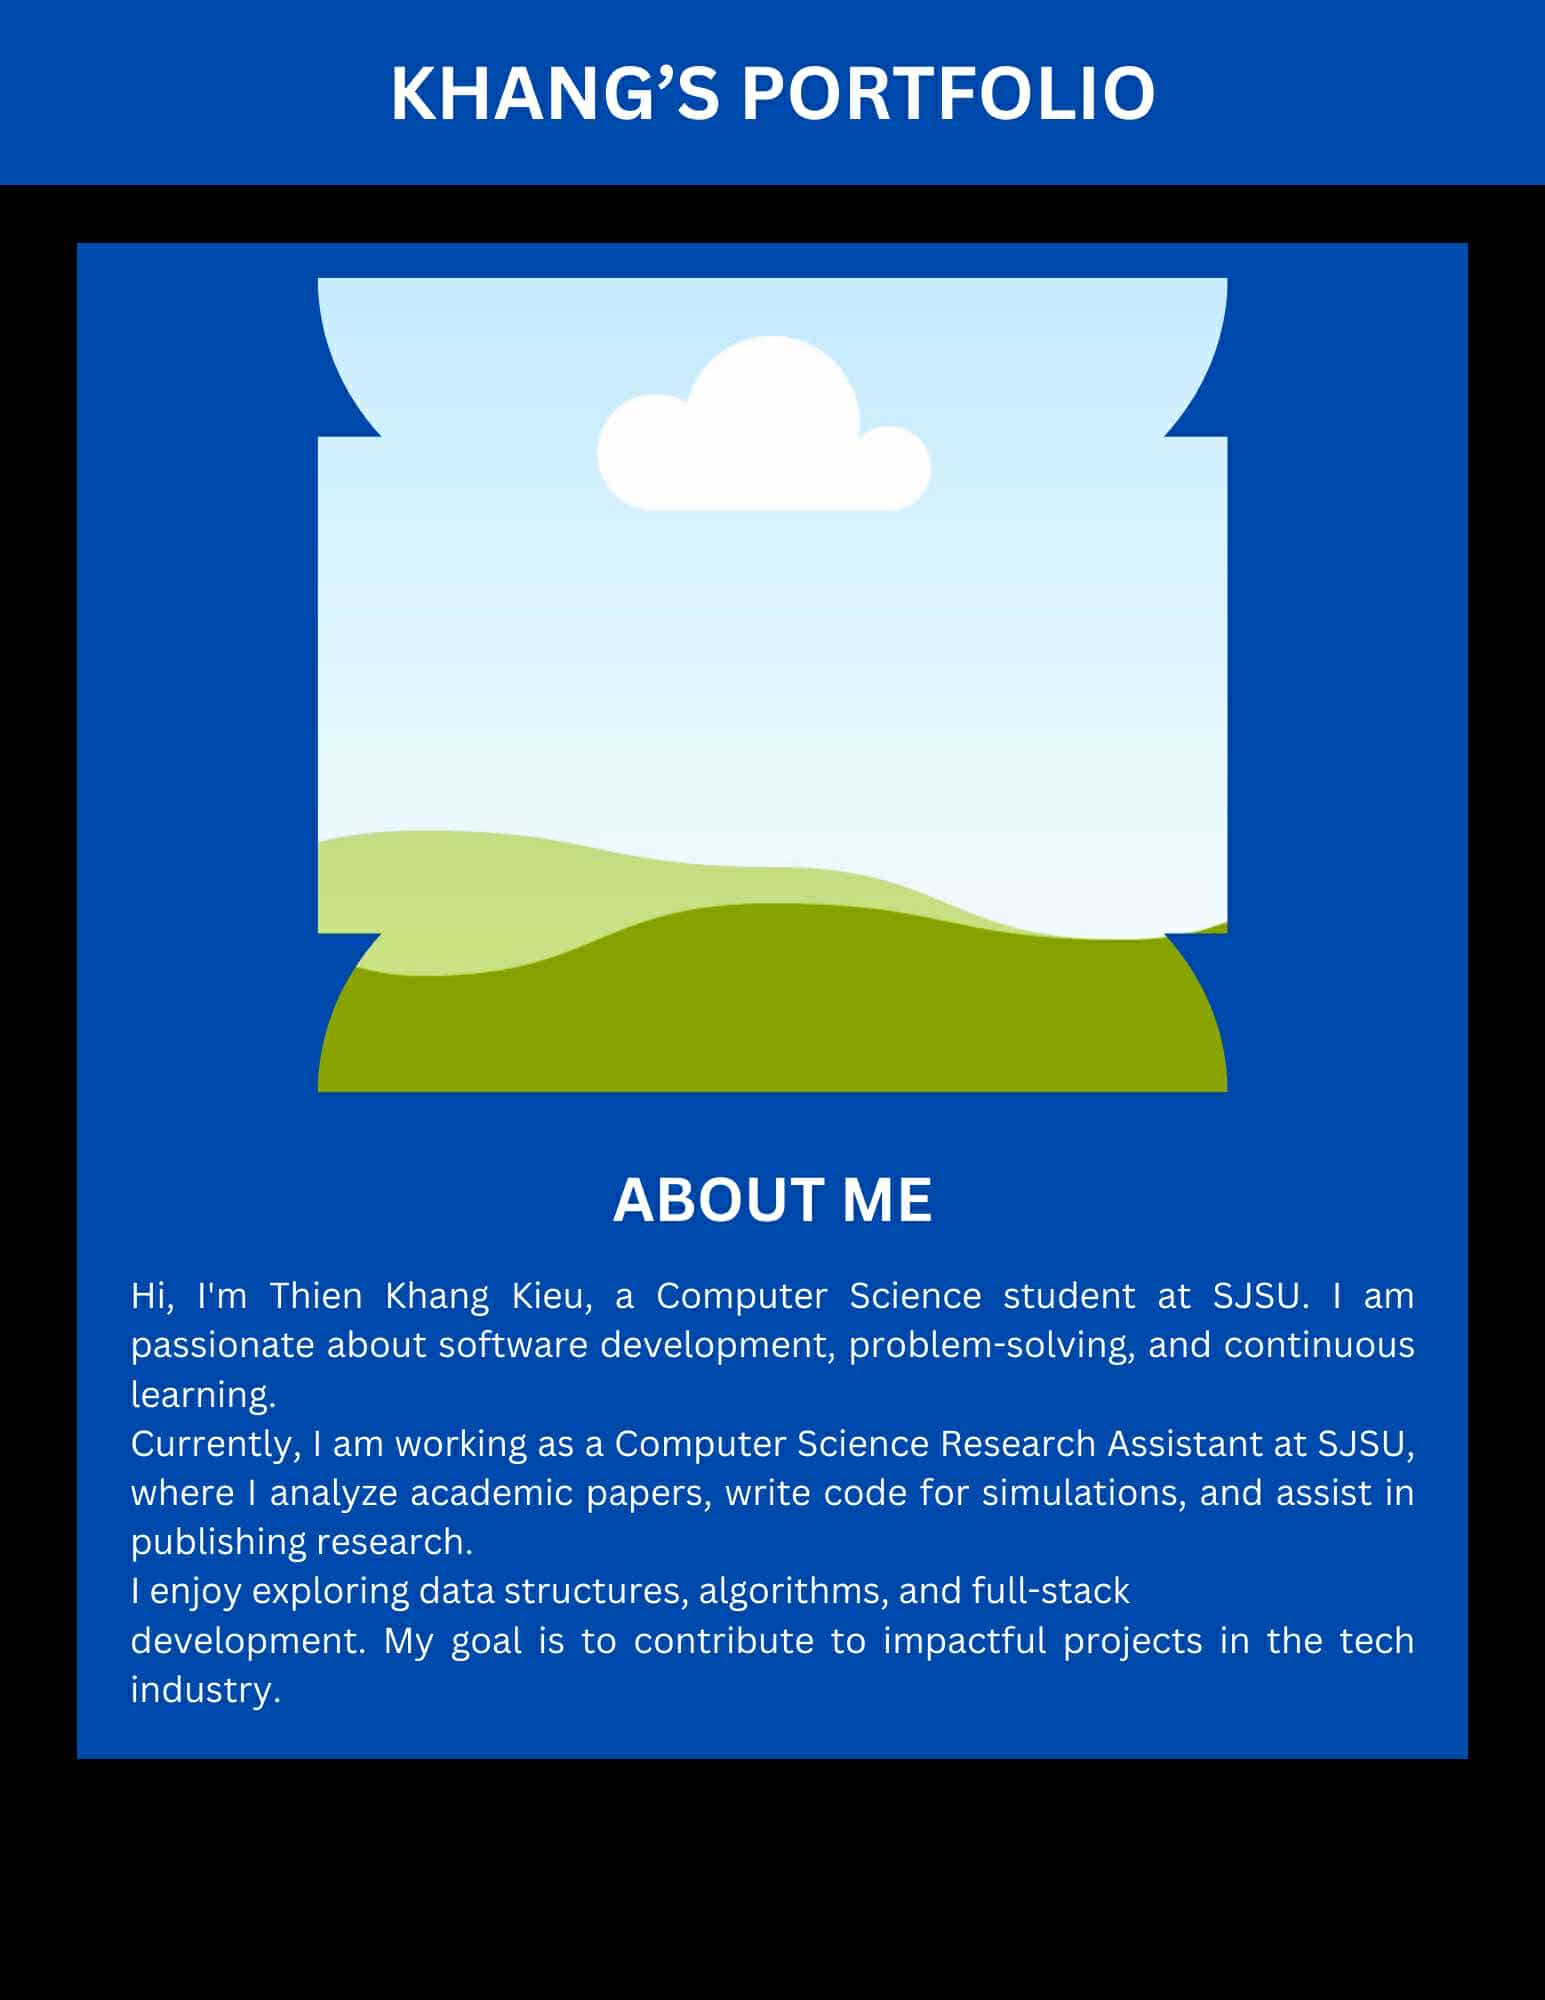 KHANG’S PORTFOLIO
ABOUT ME
Hi, I'm Thien Khang Kieu, a Computer Science student at SJSU. I am
passionate about software development, problem-solving, and continuous
learning.
Currently, I am working as a Computer Science Research Assistant at SJSU,
where I analyze academic papers, write code for simulations, and assist in
publishing research.
I enjoy exploring data structures, algorithms, and full-stack
development. My goal is to contribute to impactful projects in the tech
industry.